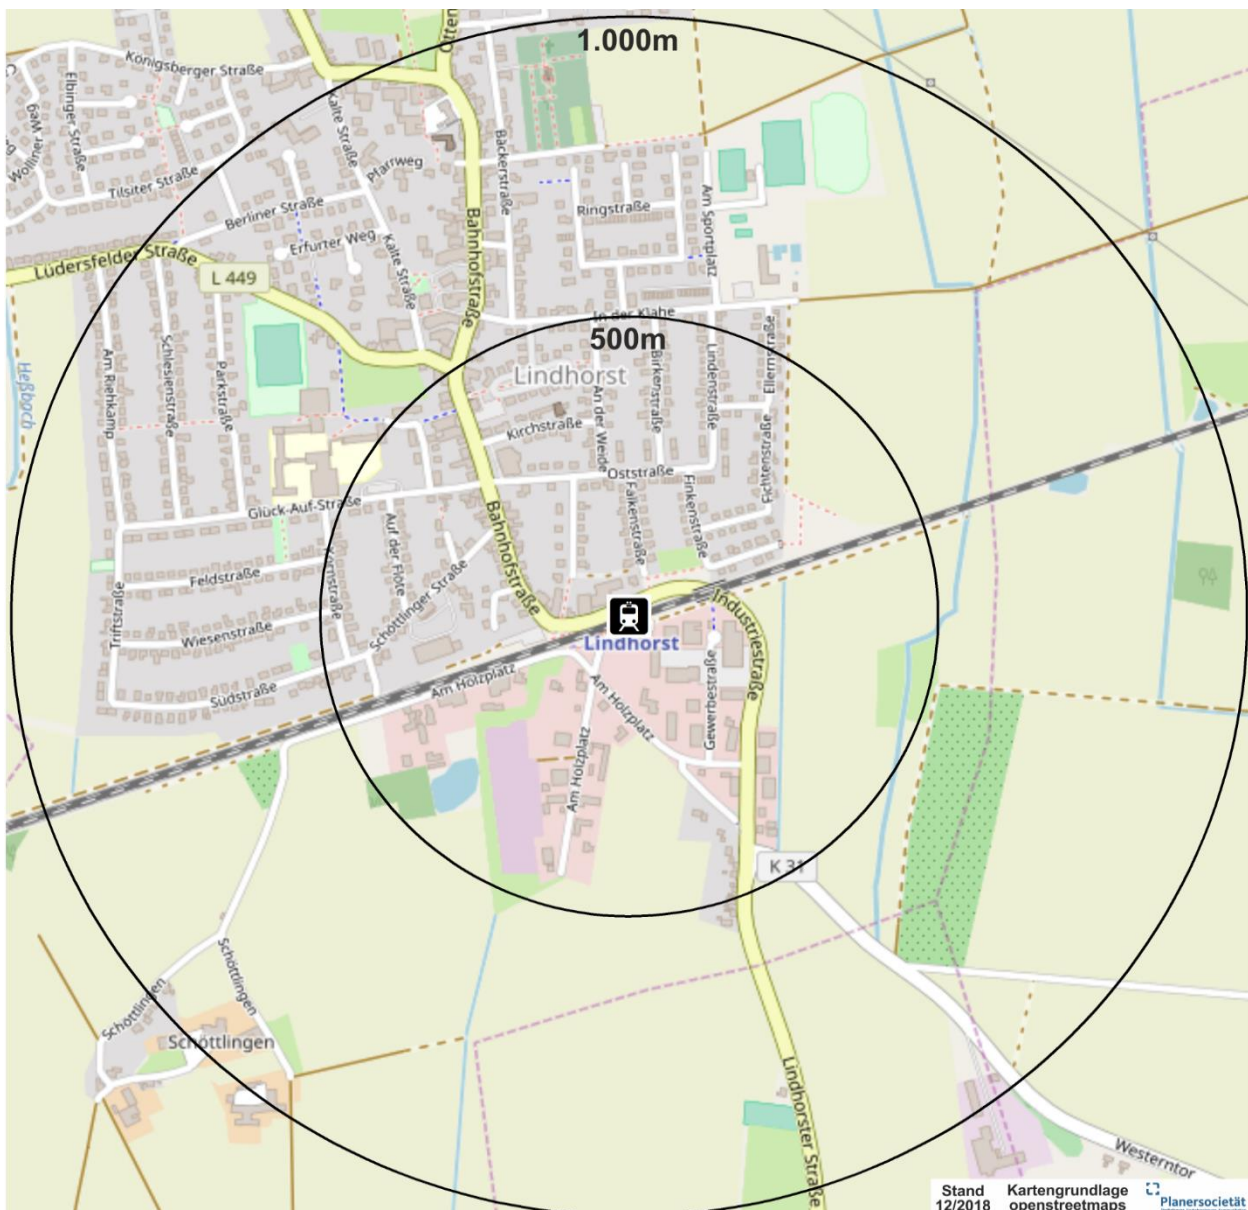 1.000m
Königsberger Straße
Elbinger Straße
Wolliner Weg
Tilsiter Straße
Kalte Straße
Pfarrweg
Bäckerstraße
Berliner Straße
Erfurter Weg
Kalte Straße
Bahnhofstraße
Ringstraße
Am Sportplatz
Lüdersfelder Straße
L 449
In der Klahe
500m
Lindhorst
Heßbach
Am Riehkamp
Schlesienstraße
Parkstraße
Kirchstraße
An der Weide
Birkenstraße
Lindenstraße
Ellernstraße
Fichtenstraße
Oststraße
Glück-Auf-Straße
Bahnhofstraße
Falkenstraße
Finkenstraße
Auf der Flöte
Feldstraße
Kornstraße
Schöttlinger Straße
Triftstraße
Wiesenstraße
Südstraße
Lindhorst
Industriestraße
Am Holzplatz
Am Holzplatz
Am Holzplatz
Gewerbestraße
K 31
Schöttlingen
Schöttlingen
Schöttlingen
Lindhorster Straße
Westerntor
Stand
12/2018
Kartengrundlage
openstreetmaps
Planersocietät